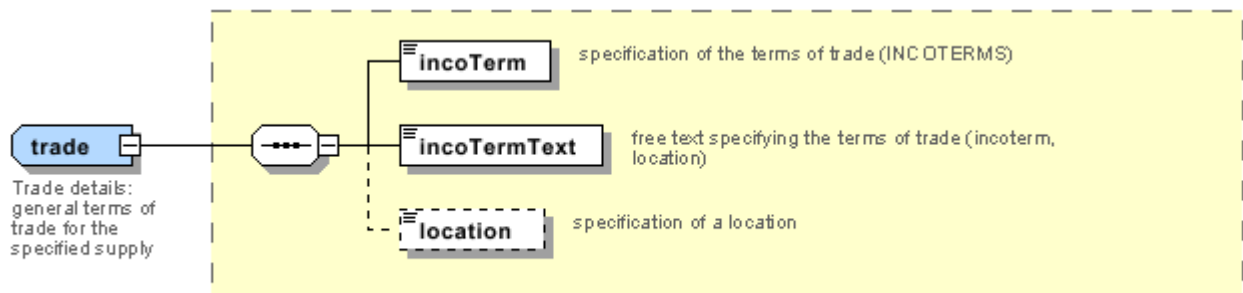 incoTerm
specification of the terms of trade (INCOTERMS)
trade
incoTermText
free text specifying the terms of trade (incoterm,
location)
Trade details:
general terms of
trade for the
specified supply
location
specification of a location